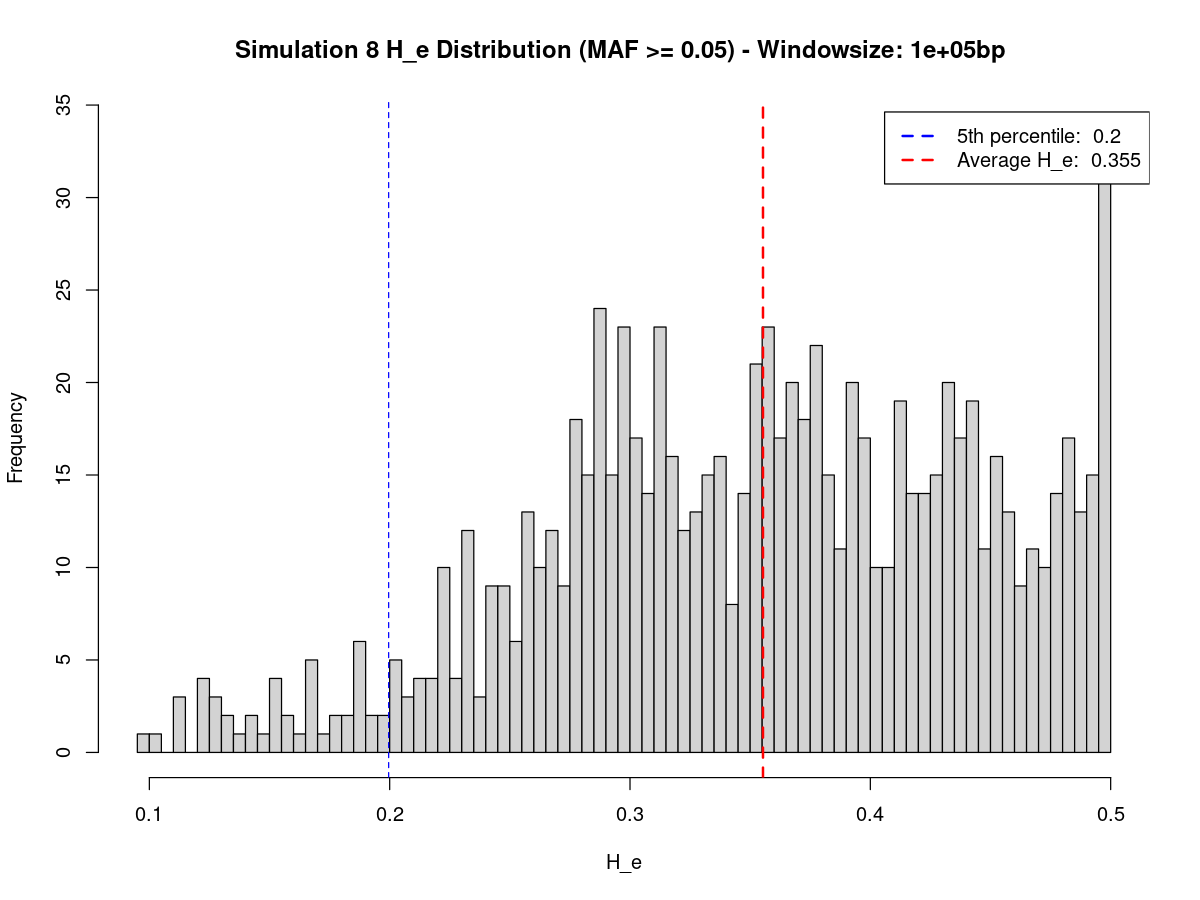 Simulation 8 H_e Distribution (MAF >= 0.05) - Windowsize: 1e+05bp
5th percentile: 0.2
Average H_e: 0.355
Frequency
35
30
25
20
15
10
5
0
0.1 0.2 0.3 0.4 0.5
H_e